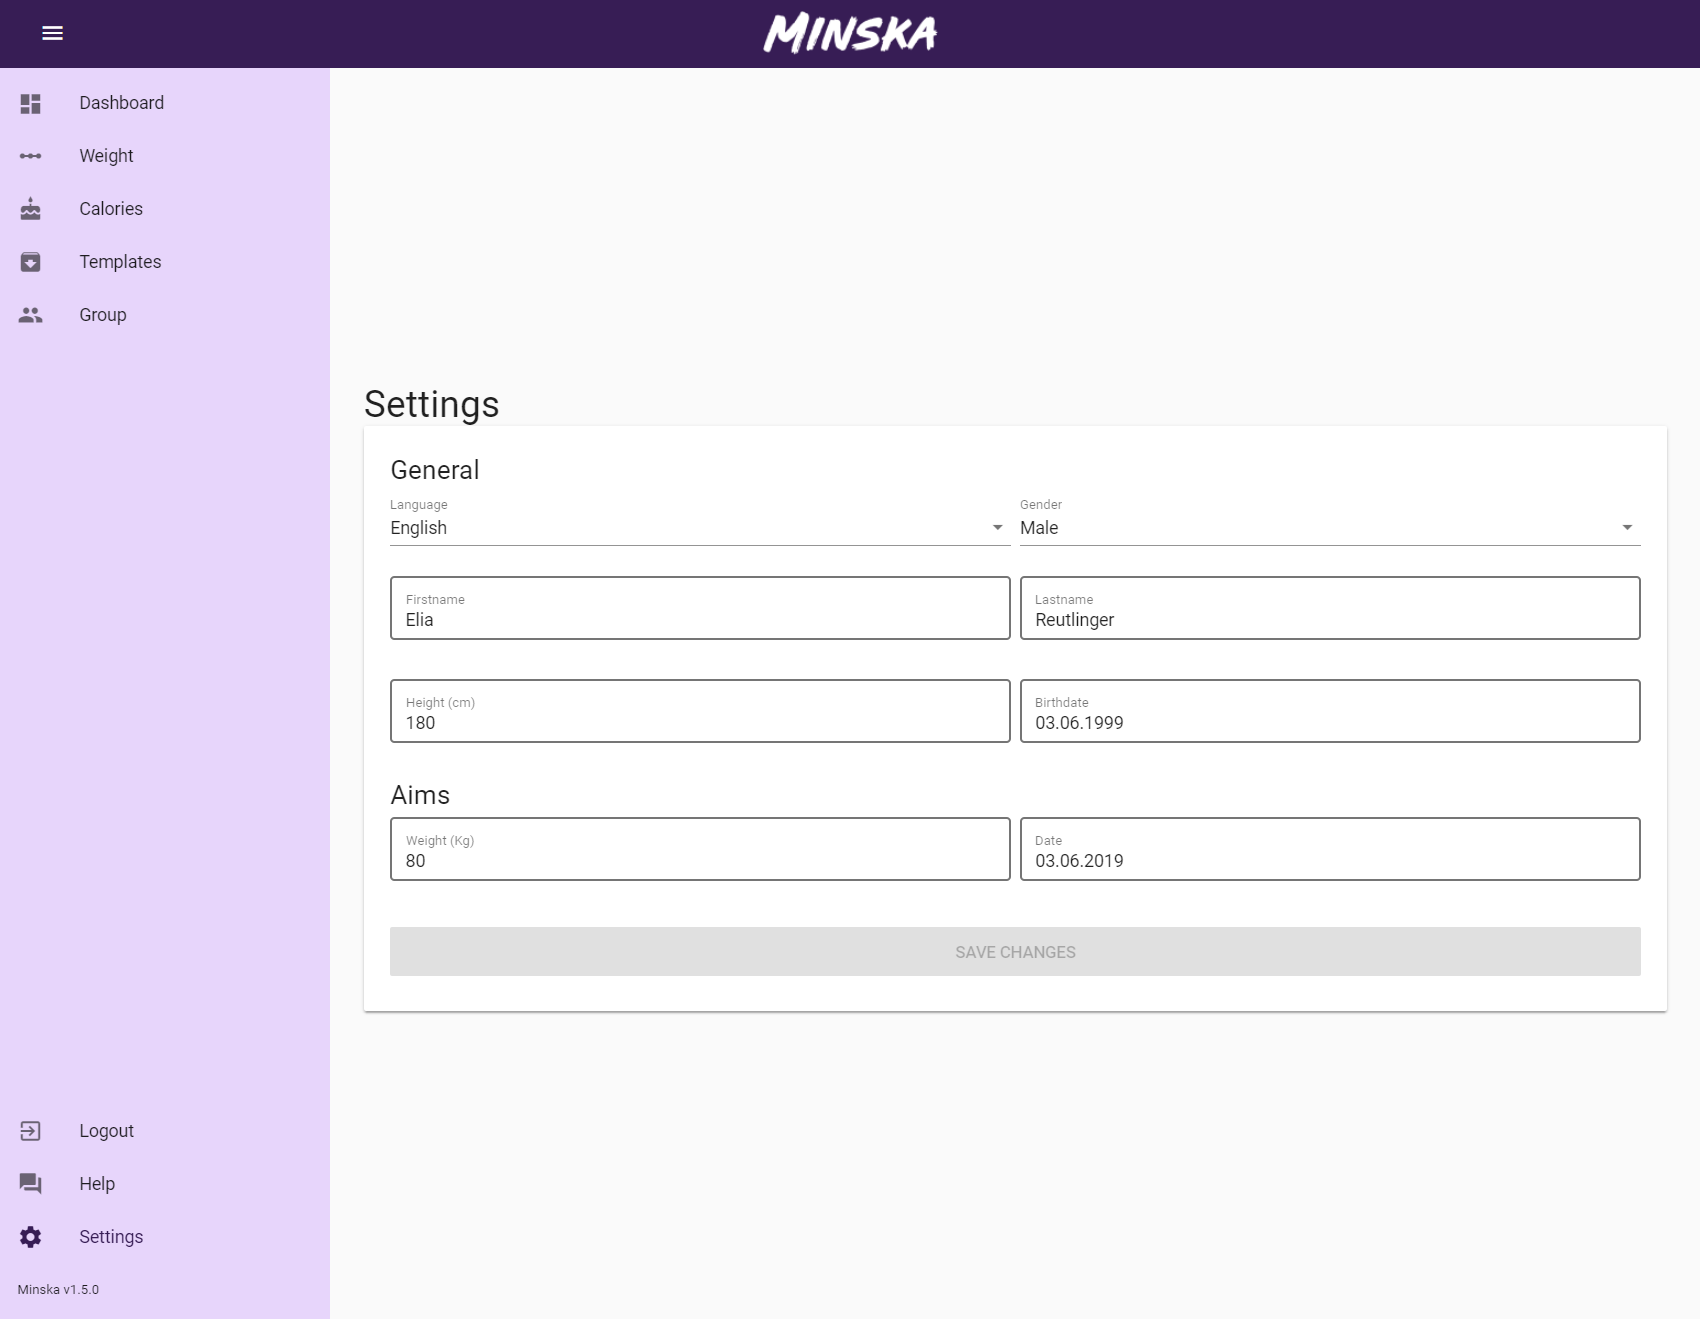 MINSKA
Dashboard
Weight
Calories
Templates
Group
Settings
General
Language
English
Gender
Male
Firstname
Elia
Lastname
Reutlinger
Height (cm)
180
Birthdate
03.06.1999
Aims
Weight (Kg)
80
Date
03.06.2019
SAVE CHANGES
Logout
Help
Settings
Minska v1.5.0